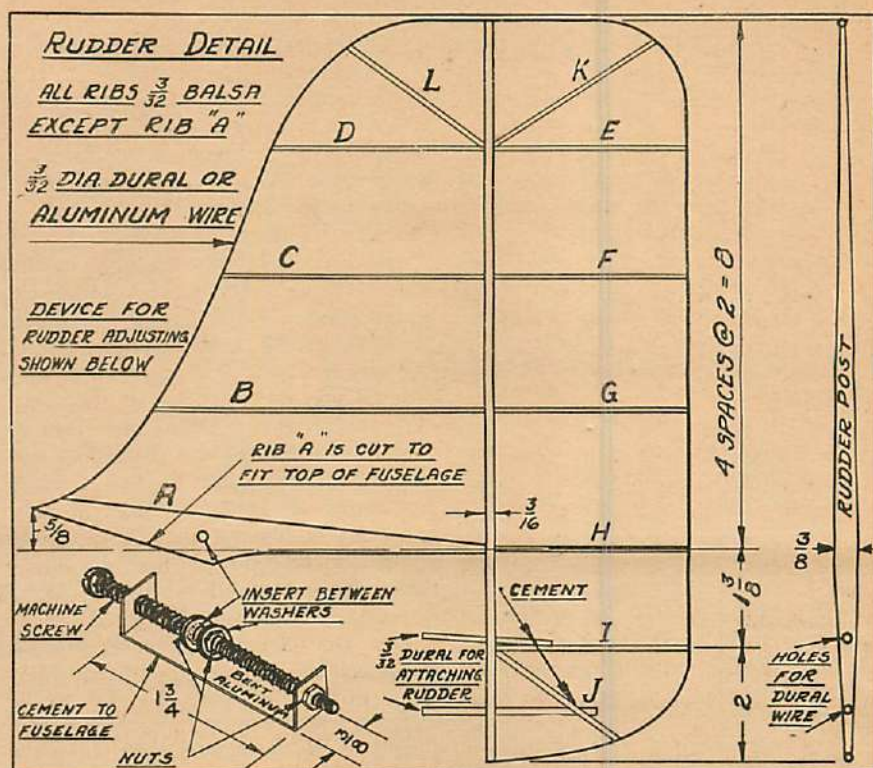 RUDDER DETAIL
ALL RIBS 3/32 BALSA
EXCEPT RIB "A"
3/32 DIA. DURAL OR
ALUMINUM WIRE
DEVICE FOR
RUDDER ADJUSTING
SHOWN BELOW
L
K
D
E
C
F
B
G
RIB "A" IS CUT TO
FIT TOP OF FUSELAGE
A
5/8
3/16
H
4 SPACES @ 2 = 8
RUDDER POST
3/8
1 3/8
INSERT BETWEEN
WASHERS
MACHINE
SCREW
CEMENT
I
3/32 DURAL FOR
ATTACHING
RUDDER
J
2
HOLES
FOR
DURAL
WIRE
BENT
ALUMINUM
1 3/4
CEMENT TO
FUSELAGE
3/8
NUTS